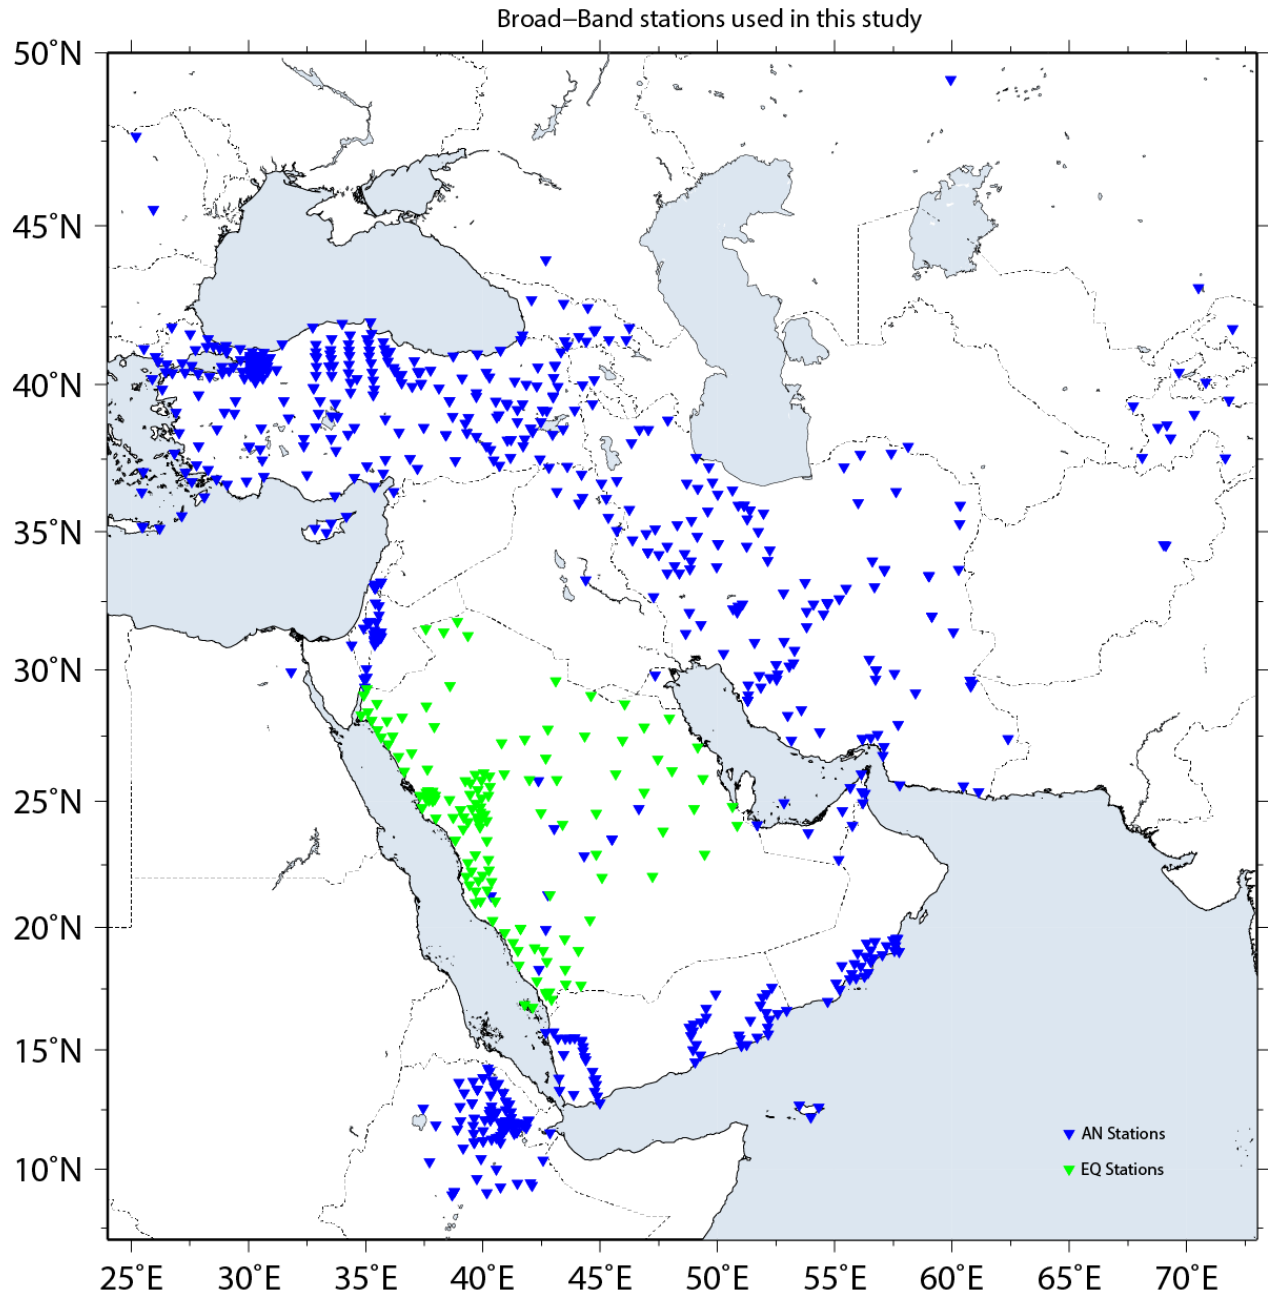 Broad−Band stations used in this study
50˚N
45˚N
40˚N
35˚N
30˚N
25˚N
20˚N
15˚N
10˚N
AN Stations
EQ Stations
25˚E 30˚E 35˚E 40˚E 45˚E 50˚E 55˚E 60˚E 65˚E 70˚E